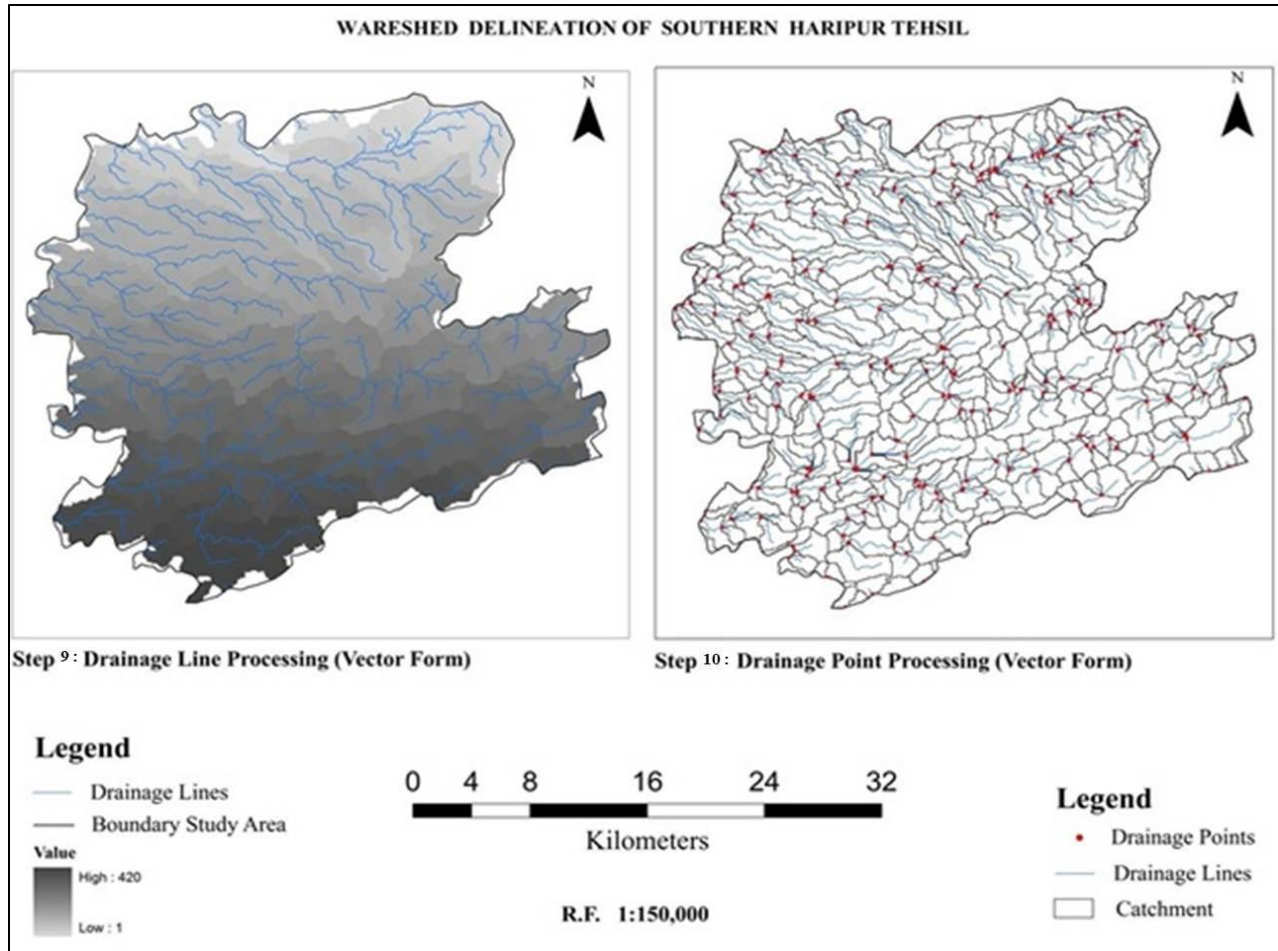 WARESHED DELINEATION OF SOUTHERN HARIPUR TEHSIL
N
N
Step 9 : Drainage Line Processing (Vector Form)
Step 10 : Drainage Point Processing (Vector Form)
Legend
Drainage Lines
Boundary Study Area
Value
High : 420
Low : 1
0 4 8 16 24 32
Kilometers
R.F. 1:150,000
Legend
Drainage Points
Drainage Lines
Catchment